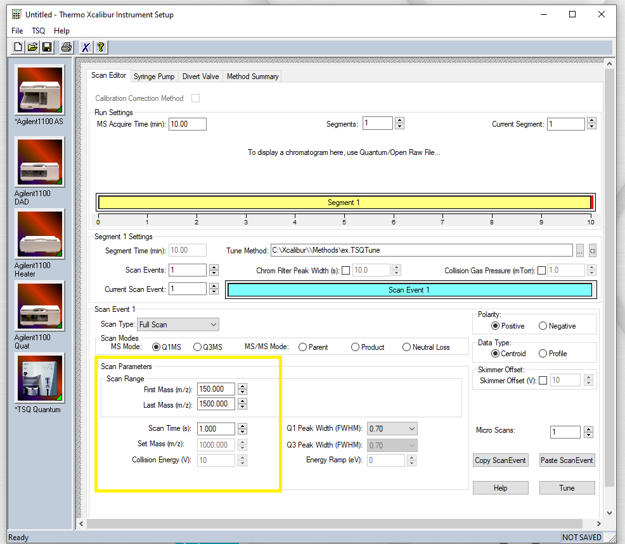 Untitled - Thermo Xcalibur Instrument Setup
File TSQ Help
*Agilent1100 AS
Agilent1100
DAD
Agilent1100
Heater
Agilent1100
Quat
*TSQ Quantum
Scan Editor Syringe Pump Divert Valve Method Summary
Calibration Correction Method
Run Settings
MS Acquire Time (min): 10.00 Segments: 1 Current Segment: 1
To display a chromatogram here, use Quantum/Open Raw File...
Segment 1
0 1 2 3 4 5 6 7 8 9 10
Segment 1 Settings
Segment Time (min): 10.00 Tune Method: C:\Xcalibur\\Methods\ex.TSQTune ...
Scan Events: 1 Chrom Filter Peak Width (s): 10.0 Collision Gas Pressure (mTorr): 1.0
Current Scan Event: 1 Scan Event 1
Scan Event 1
Scan Type: Full Scan
Scan Modes
MS Mode: Q1MS Q3MS MS/MS Mode: Parent Product Neutral Loss
Scan Parameters
Scan Range
First Mass (m/z): 150.000
Last Mass (m/z): 1500.000
Scan Time (s): 1.000 Q1 Peak Width (FWHM): 0.70
Set Mass (m/z): 1000.000 Q3 Peak Width (FWHM): 0.70
Collision Energy (V): 10 Energy Ramp (eV): 0
Polarity:
Positive Negative
Data Type:
Centroid Profile
Skimmer Offset:
Skimmer Offset (V): 10
Micro Scans: 1
Copy ScanEvent Paste ScanEvent
Help Tune
Ready NOT SAVED